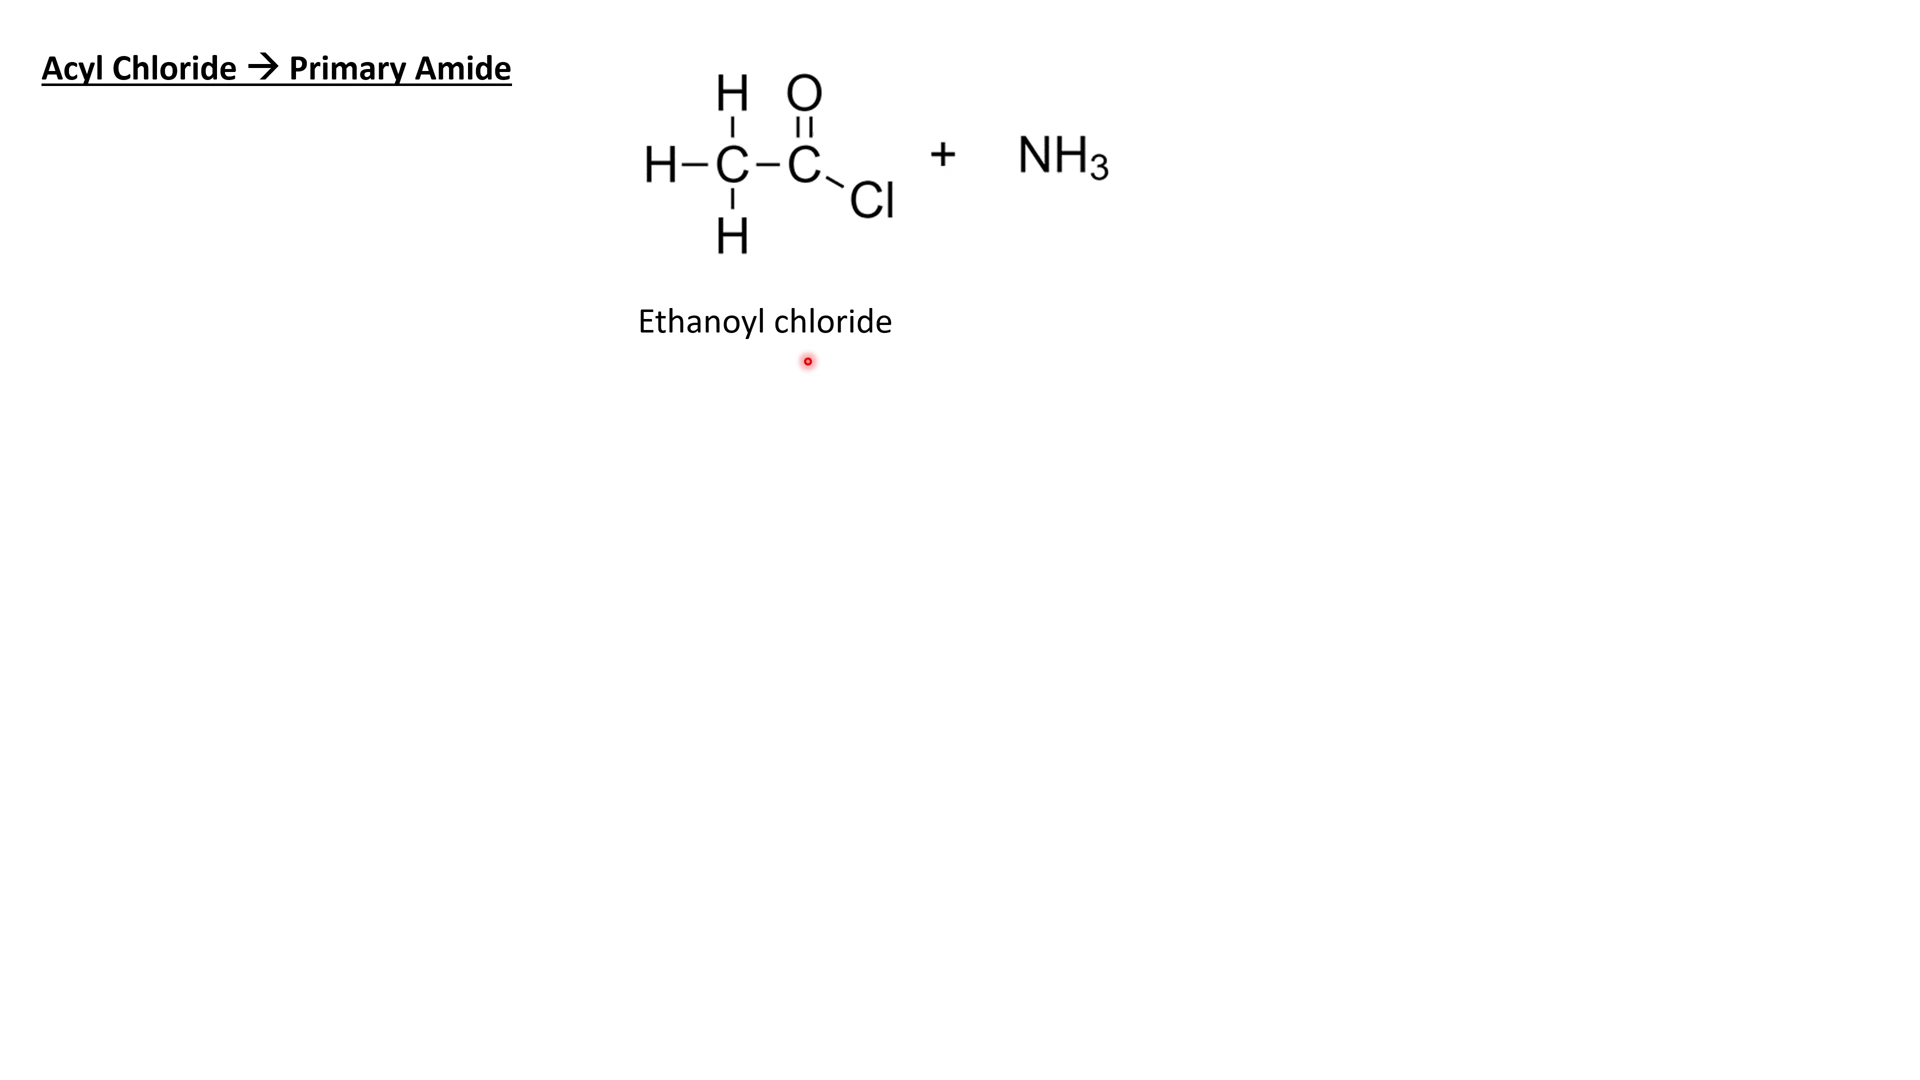 Acyl Chloride → Primary Amide
H O
H–C–C
Cl
H
+ NH₃
Ethanoyl chloride